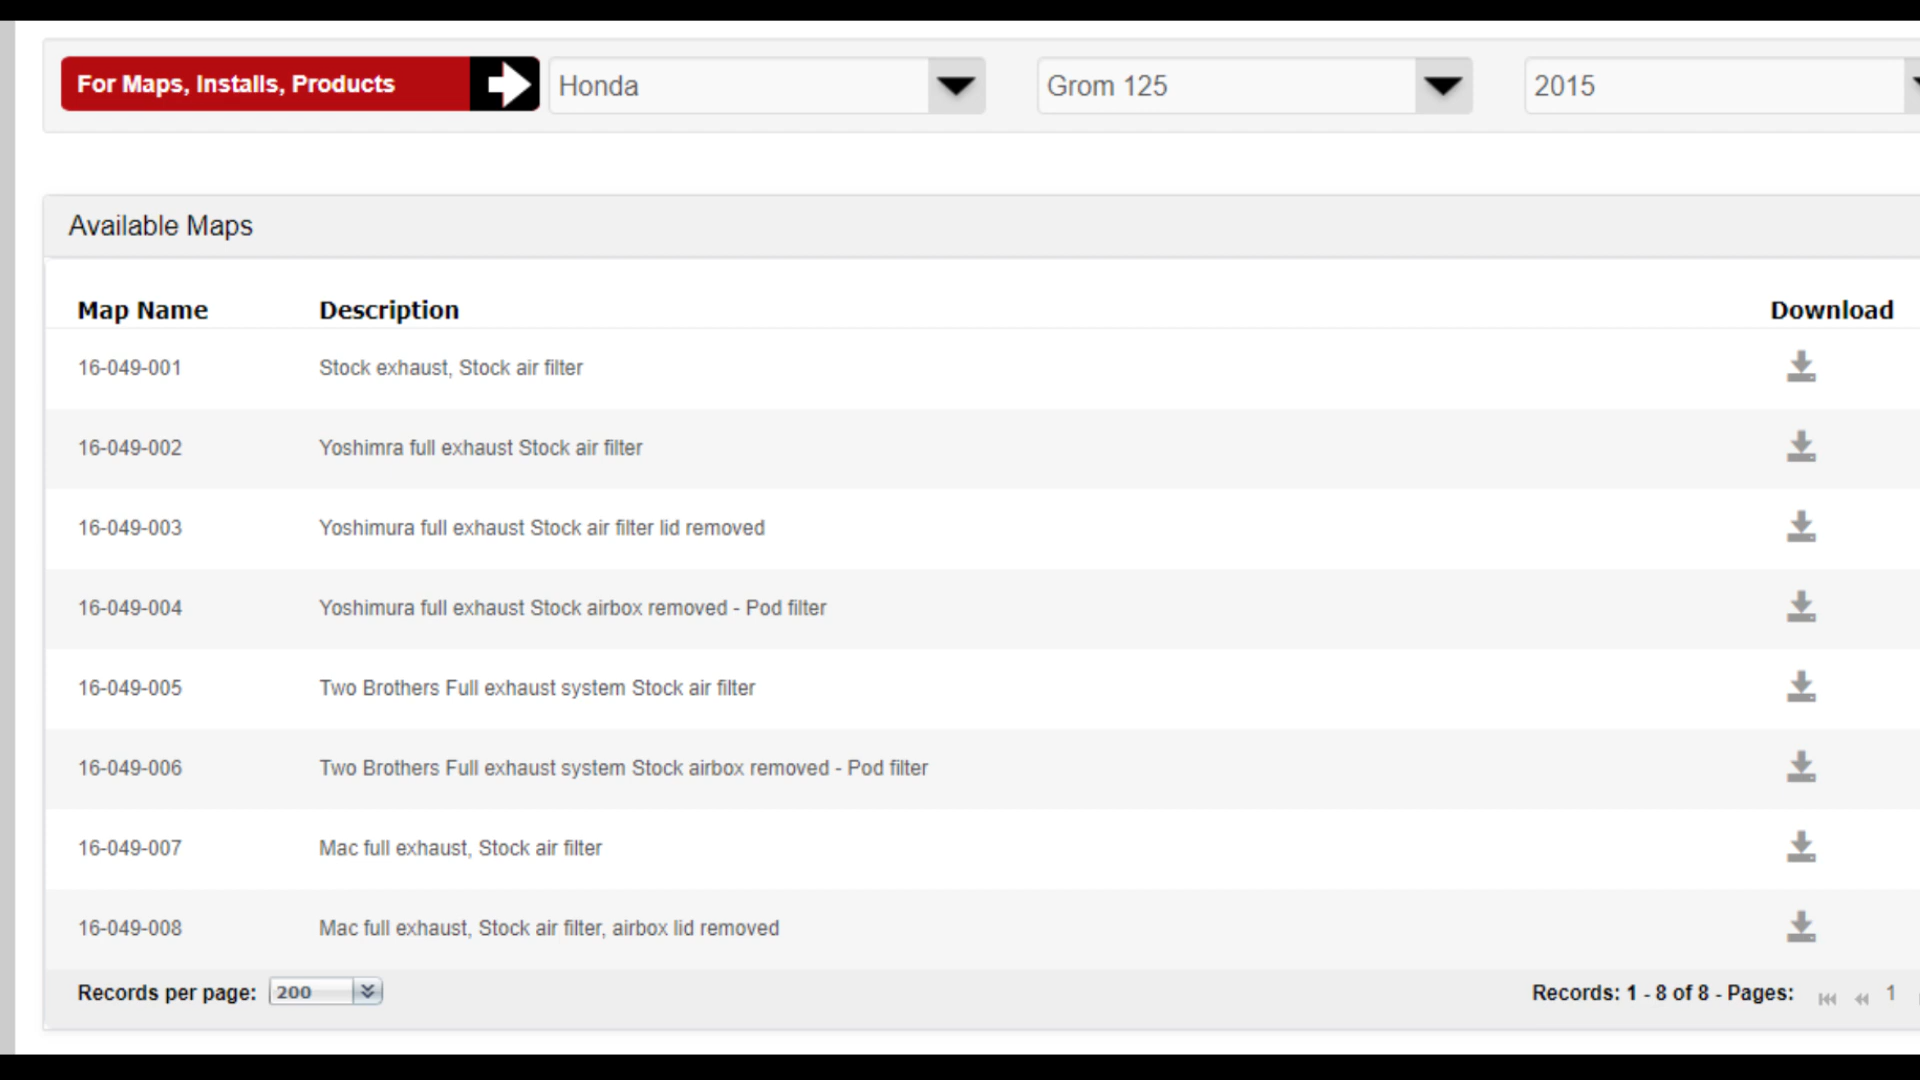 For Maps, Installs, Products Honda Grom 125 2015
Available Maps
Map Name Description Download
16-049-001 Stock exhaust, Stock air filter
16-049-002 Yoshimra full exhaust Stock air filter
16-049-003 Yoshimura full exhaust Stock air filter lid removed
16-049-004 Yoshimura full exhaust Stock airbox removed - Pod filter
16-049-005 Two Brothers Full exhaust system Stock air filter
16-049-006 Two Brothers Full exhaust system Stock airbox removed - Pod filter
16-049-007 Mac full exhaust, Stock air filter
16-049-008 Mac full exhaust, Stock air filter, airbox lid removed
Records per page: 200 Records: 1 - 8 of 8 - Pages: 1